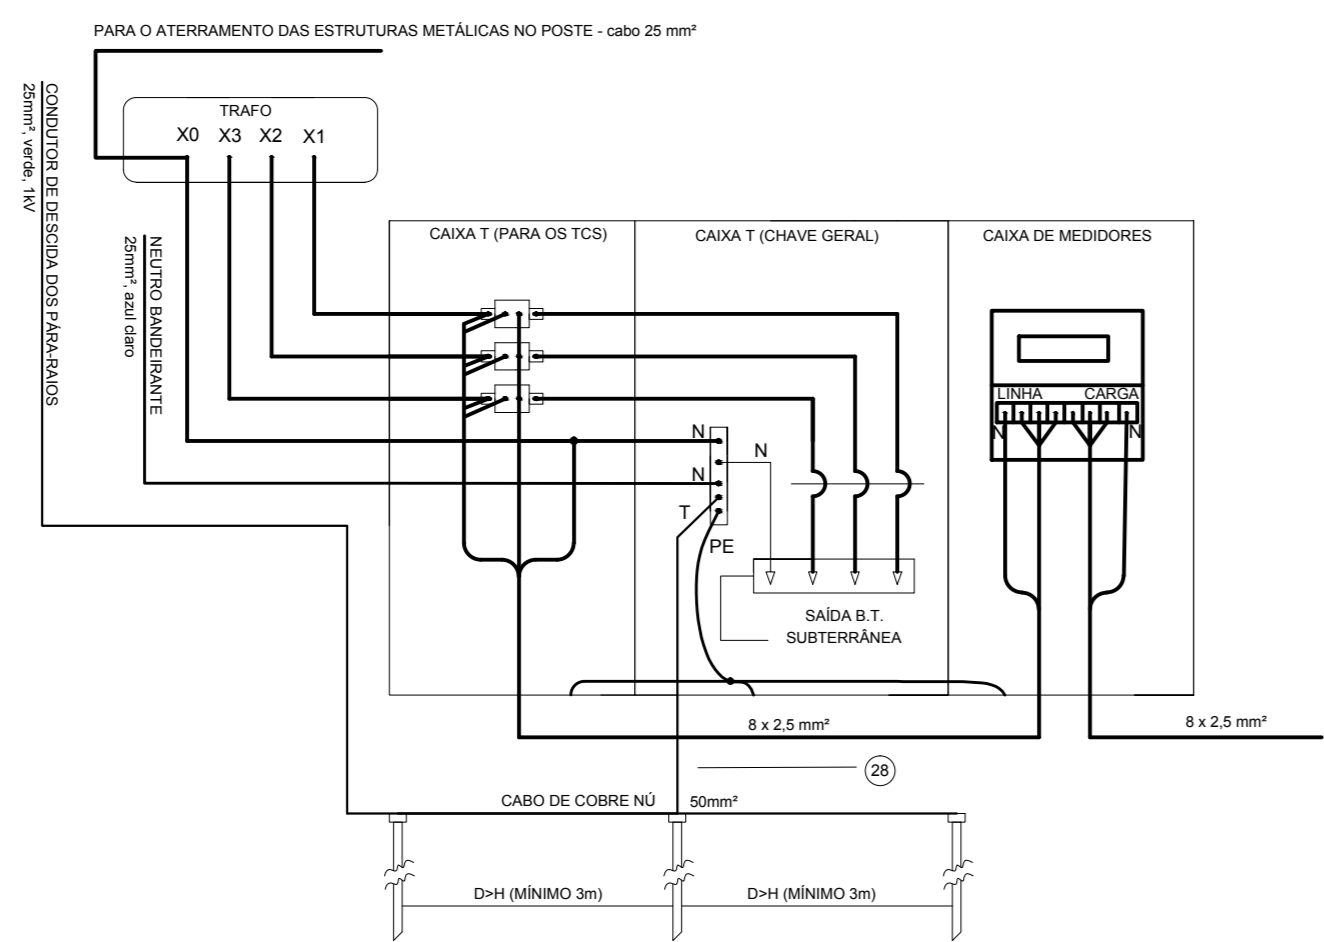 PARA O ATERRAMENTO DAS ESTRUTURAS METÁLICAS NO POSTE - cabo 25 mm²
CONDUTOR DE DESCIDA DOS PÁRA-RAIOS
25mm², verde, 1kV
TRAFO
X0 X3 X2 X1
NEUTRO BANDEIRANTE
25mm², azul claro
CAIXA T (PARA OS TCS)
CAIXA T (CHAVE GERAL)
CAIXA DE MEDIDORES
LINHA CARGA
N N
N
N
N
T
PE
SAÍDA B.T.
SUBTERRÂNEA
8 x 2,5 mm²
8 x 2,5 mm²
28
CABO DE COBRE NÚ 50mm²
D>H (MÍNIMO 3m)
D>H (MÍNIMO 3m)